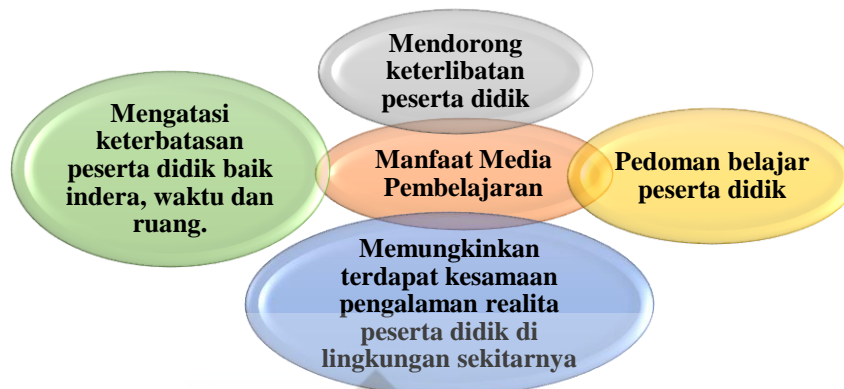 Mendorong
keterlibatan
peserta didik
Mengatasi
keterbatasan
peserta didik baik
indera, waktu dan
ruang.
Manfaat Media
Pembelajaran
Pedoman belajar
peserta didik
Memungkinkan
terdapat kesamaan
pengalaman realita
peserta didik di
lingkungan sekitarnya